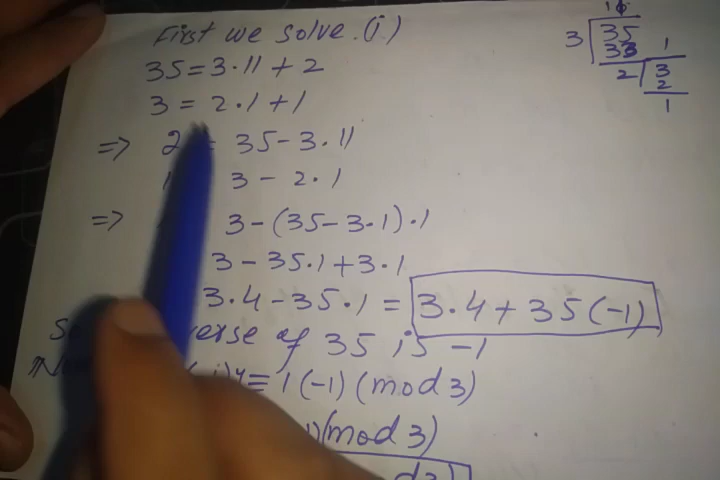 First we solve.(i)
35=3·11+2
3=2·1+1
⇒ 2 = 35-3·11
1 3-2·1
⇒ 3-(35-3·1)·1
3-35·1+3·1
3·4-35·1 = 3·4+35(-1)
verse of 35 is -1
≡ 1(-1)(mod 3)
(mod 3)
d 3)
3 35 1
33
2 3
2
1